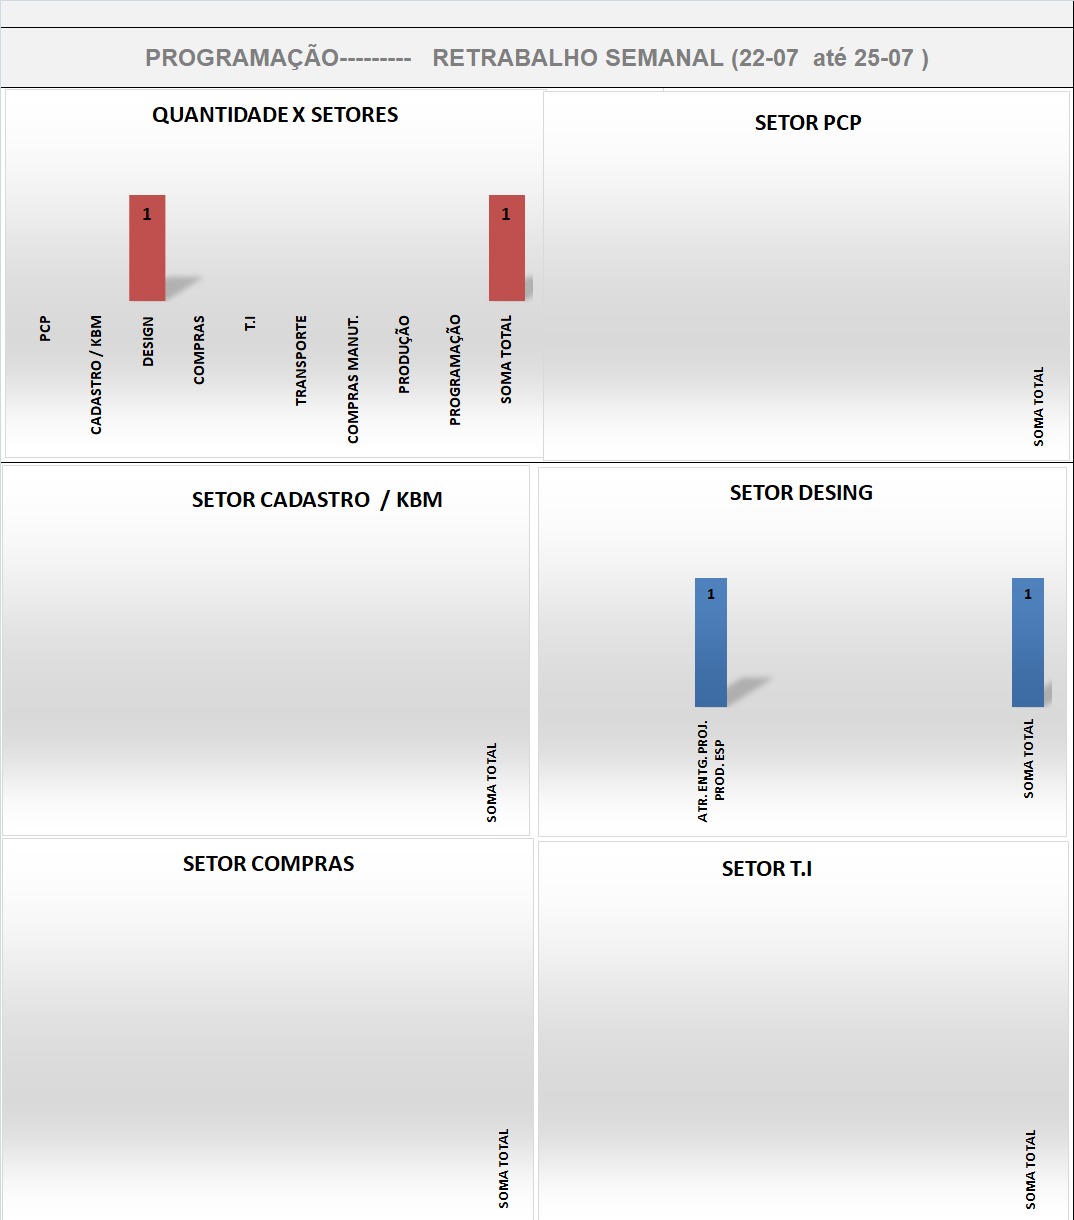 PROGRAMAÇÃO--------- RETRABALHO SEMANAL (22-07 até 25-07 )
QUANTIDADE X SETORES
1
1
PCP
CADASTRO / KBM
DESIGN
COMPRAS
T.I
TRANSPORTE
COMPRAS MANUT.
PRODUÇÃO
PROGRAMAÇÃO
SOMA TOTAL
SETOR PCP
SOMA TOTAL
SETOR CADASTRO / KBM
SOMA TOTAL
SETOR DESING
1
1
ATR. ENTG. PROJ.
PROD. ESP
SOMA TOTAL
SETOR COMPRAS
SOMA TOTAL
SETOR T.I
SOMA TOTAL